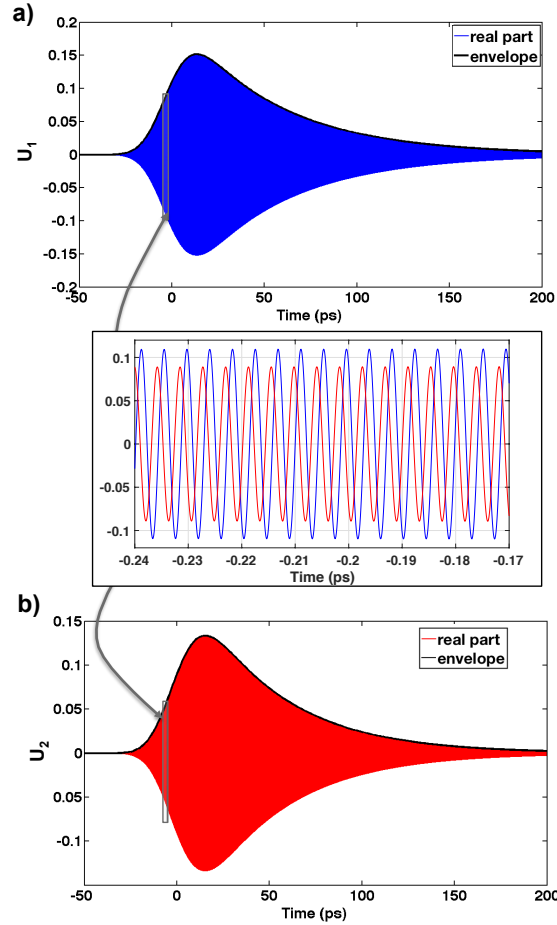 a)
0.2
0.15
0.1
0.05
0
-0.05
-0.1
-0.15
-0.2
U1
real part
envelope
-50 0 50 100 150 200
Time (ps)
0.1
0.05
0
-0.05
-0.1
-0.24 -0.23 -0.22 -0.21 -0.2 -0.19 -0.18 -0.17
Time (ps)
b)
0.15
0.1
0.05
0
0.05
-0.1
U2
real part
envelope
-50 0 50 100 150 200
Time (ps)